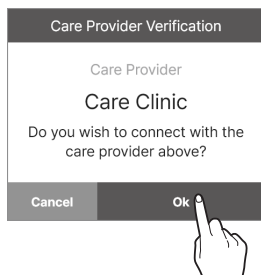 Care Provider Verification
Care Provider
Care Clinic
Do you wish to connect with the
care provider above?
Cancel
Ok